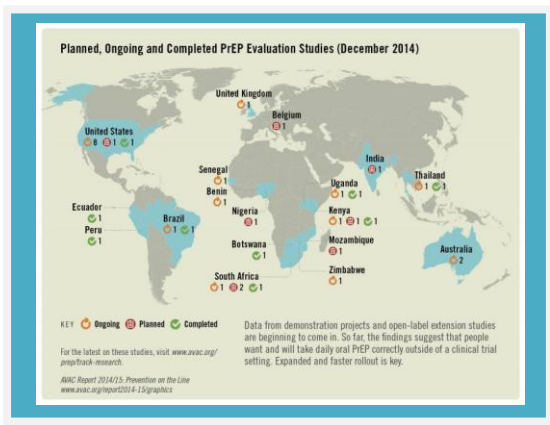 Planned, Ongoing and Completed PrEP Evaluation Studies (December 2014)
United Kingdom
1
Belgium
1
United States
8 1 1
India
1
Senegal
1
Thailand
1 1
Uganda
1 1
Benin
1
Ecuador
1
Brazil
1 1
Nigeria
1
Kenya
1 1 1
Peru
1
Botswana
1
Mozambique
1
Australia
2
South Africa
1 2 1
Zimbabwe
1
KEY Ongoing Planned Completed
Data from demonstration projects and open-label extension studies
are beginning to come in. So far, the findings suggest that people
want and will take daily oral PrEP correctly outside of a clinical trial
setting. Expanded and faster rollout is key.
For the latest on these studies, visit www.avac.org/
prep/track-research.
AVAC Report 2014/15: Prevention on the Line
www.avac.org/report2014-15/graphics